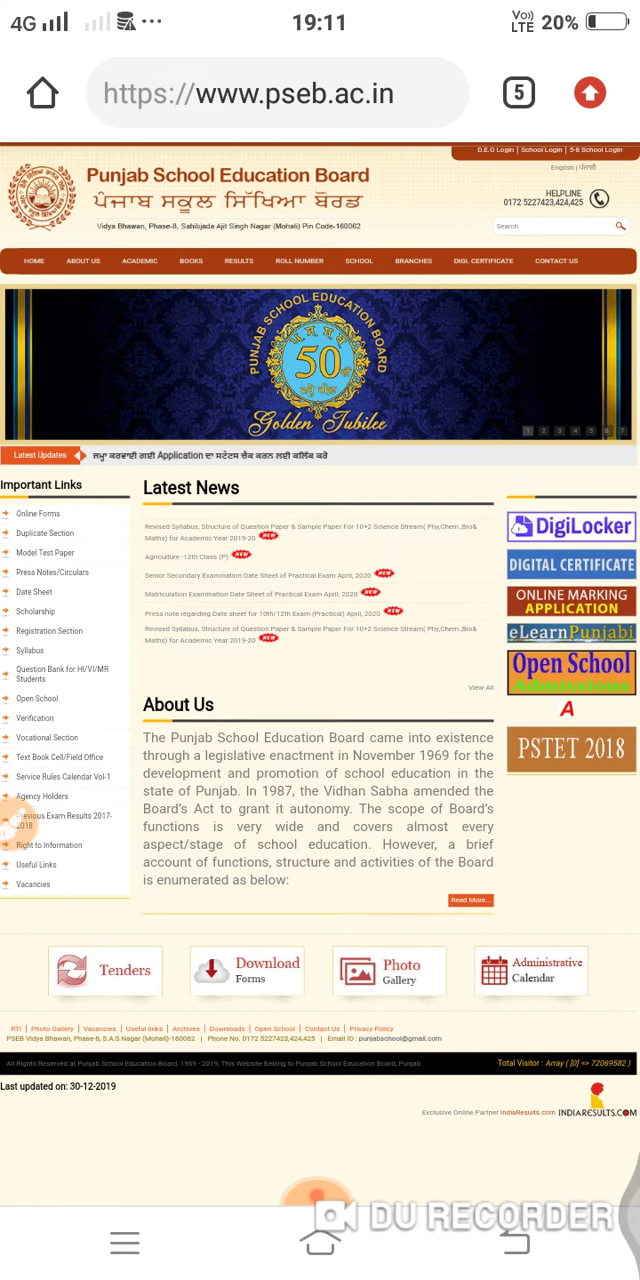 4G
19:11
Vo)) LTE 20%
https://www.pseb.ac.in
5
D.E.O Login | School Login | 5-8 School Login
English | ਪੰਜਾਬੀ
Punjab School Education Board
ਪੰਜਾਬ ਸਕੂਲ ਸਿੱਖਿਆ ਬੋਰਡ
Vidya Bhawan, Phase-8, Sahibjada Ajit Singh Nagar (Mohali) Pin Code-160062
HELPLINE
0172 5227423,424,425
Search
HOME ABOUT US ACADEMIC BOOKS RESULTS ROLL NUMBER SCHOOL BRANCHES DIGI. CERTIFICATE CONTACT US
PUNJAB SCHOOL EDUCATION BOARD
50
Golden Jubilee
1 2 3 4 5 6 7
Latest Updates
ਜਮ੍ਹਾ ਕਰਵਾਈ ਗਈ Application ਦਾ ਸਟੇਟਸ ਚੈਕ ਕਰਨ ਲਈ ਕਲਿੱਕ ਕਰੋ
Important Links
Online Forms
Duplicate Section
Model Test Paper
Press Notes/Circulars
Date Sheet
Scholarship
Registration Section
Syllabus
Question Bank for HI/VI/MR
Students
Open School
Verification
Vocational Section
Text Book Cell/Field Office
Service Rules Calendar Vol-1
Agency Holders
Previous Exam Results 2017-
2018
Right to Information
Useful Links
Vacancies
Latest News
Revised Syllabus, Structure of Question Paper & Sample Paper For 10+2 Science Stream( Phy,Chem.,Bio&
Maths) for Academic Year 2019-20 NEW
Agriculture -12th Class (P) NEW
Senior Secondary Examination Date Sheet of Practical Exam April, 2020 NEW
Matriculation Examination Date Sheet of Practical Exam April, 2020 NEW
Press note regarding Date sheet for 10th/12th Exam (Practical) April, 2020 NEW
Revised Syllabus, Structure of Question Paper & Sample Paper For 10+2 Science Stream( Phy,Chem.,Bio&
Maths) for Academic Year 2019-20 NEW
View All
About Us
The Punjab School Education Board came into existence
through a legislative enactment in November 1969 for the
development and promotion of school education in the
state of Punjab. In 1987, the Vidhan Sabha amended the
Board's Act to grant it autonomy. The scope of Board's
functions is very wide and covers almost every
aspect/stage of school education. However, a brief
account of functions, structure and activities of the Board
is enumerated as below:
Read More...
DigiLocker
DIGITAL CERTIFICATE
ONLINE MARKING
APPLICATION
eLearnPunjabi
Open School
Admissions
A
PSTET 2018
Tenders
Download
Forms
Photo
Gallery
Administrative
Calendar
RTI | Photo Gallery | Vacancies | Useful links | Archives | Downloads | Open School | Contact Us | Privacy Policy
PSEB Vidya Bhawan, Phase-8, S.A.S Nagar (Mohali)-160062 | Phone No. 0172 5227423,424,425 | Email ID : punjabschool@gmail.com
All Rights Reserved at Punjab School Education Board, 1969 - 2019, This Website Belong to Punjab School Education Board, Punjab
Total Visitor : Array ( [0] => 72069582 )
Last updated on: 30-12-2019
Exclusive Online Partner IndiaResults.com INDIARESULTS.COM
DU RECORDER